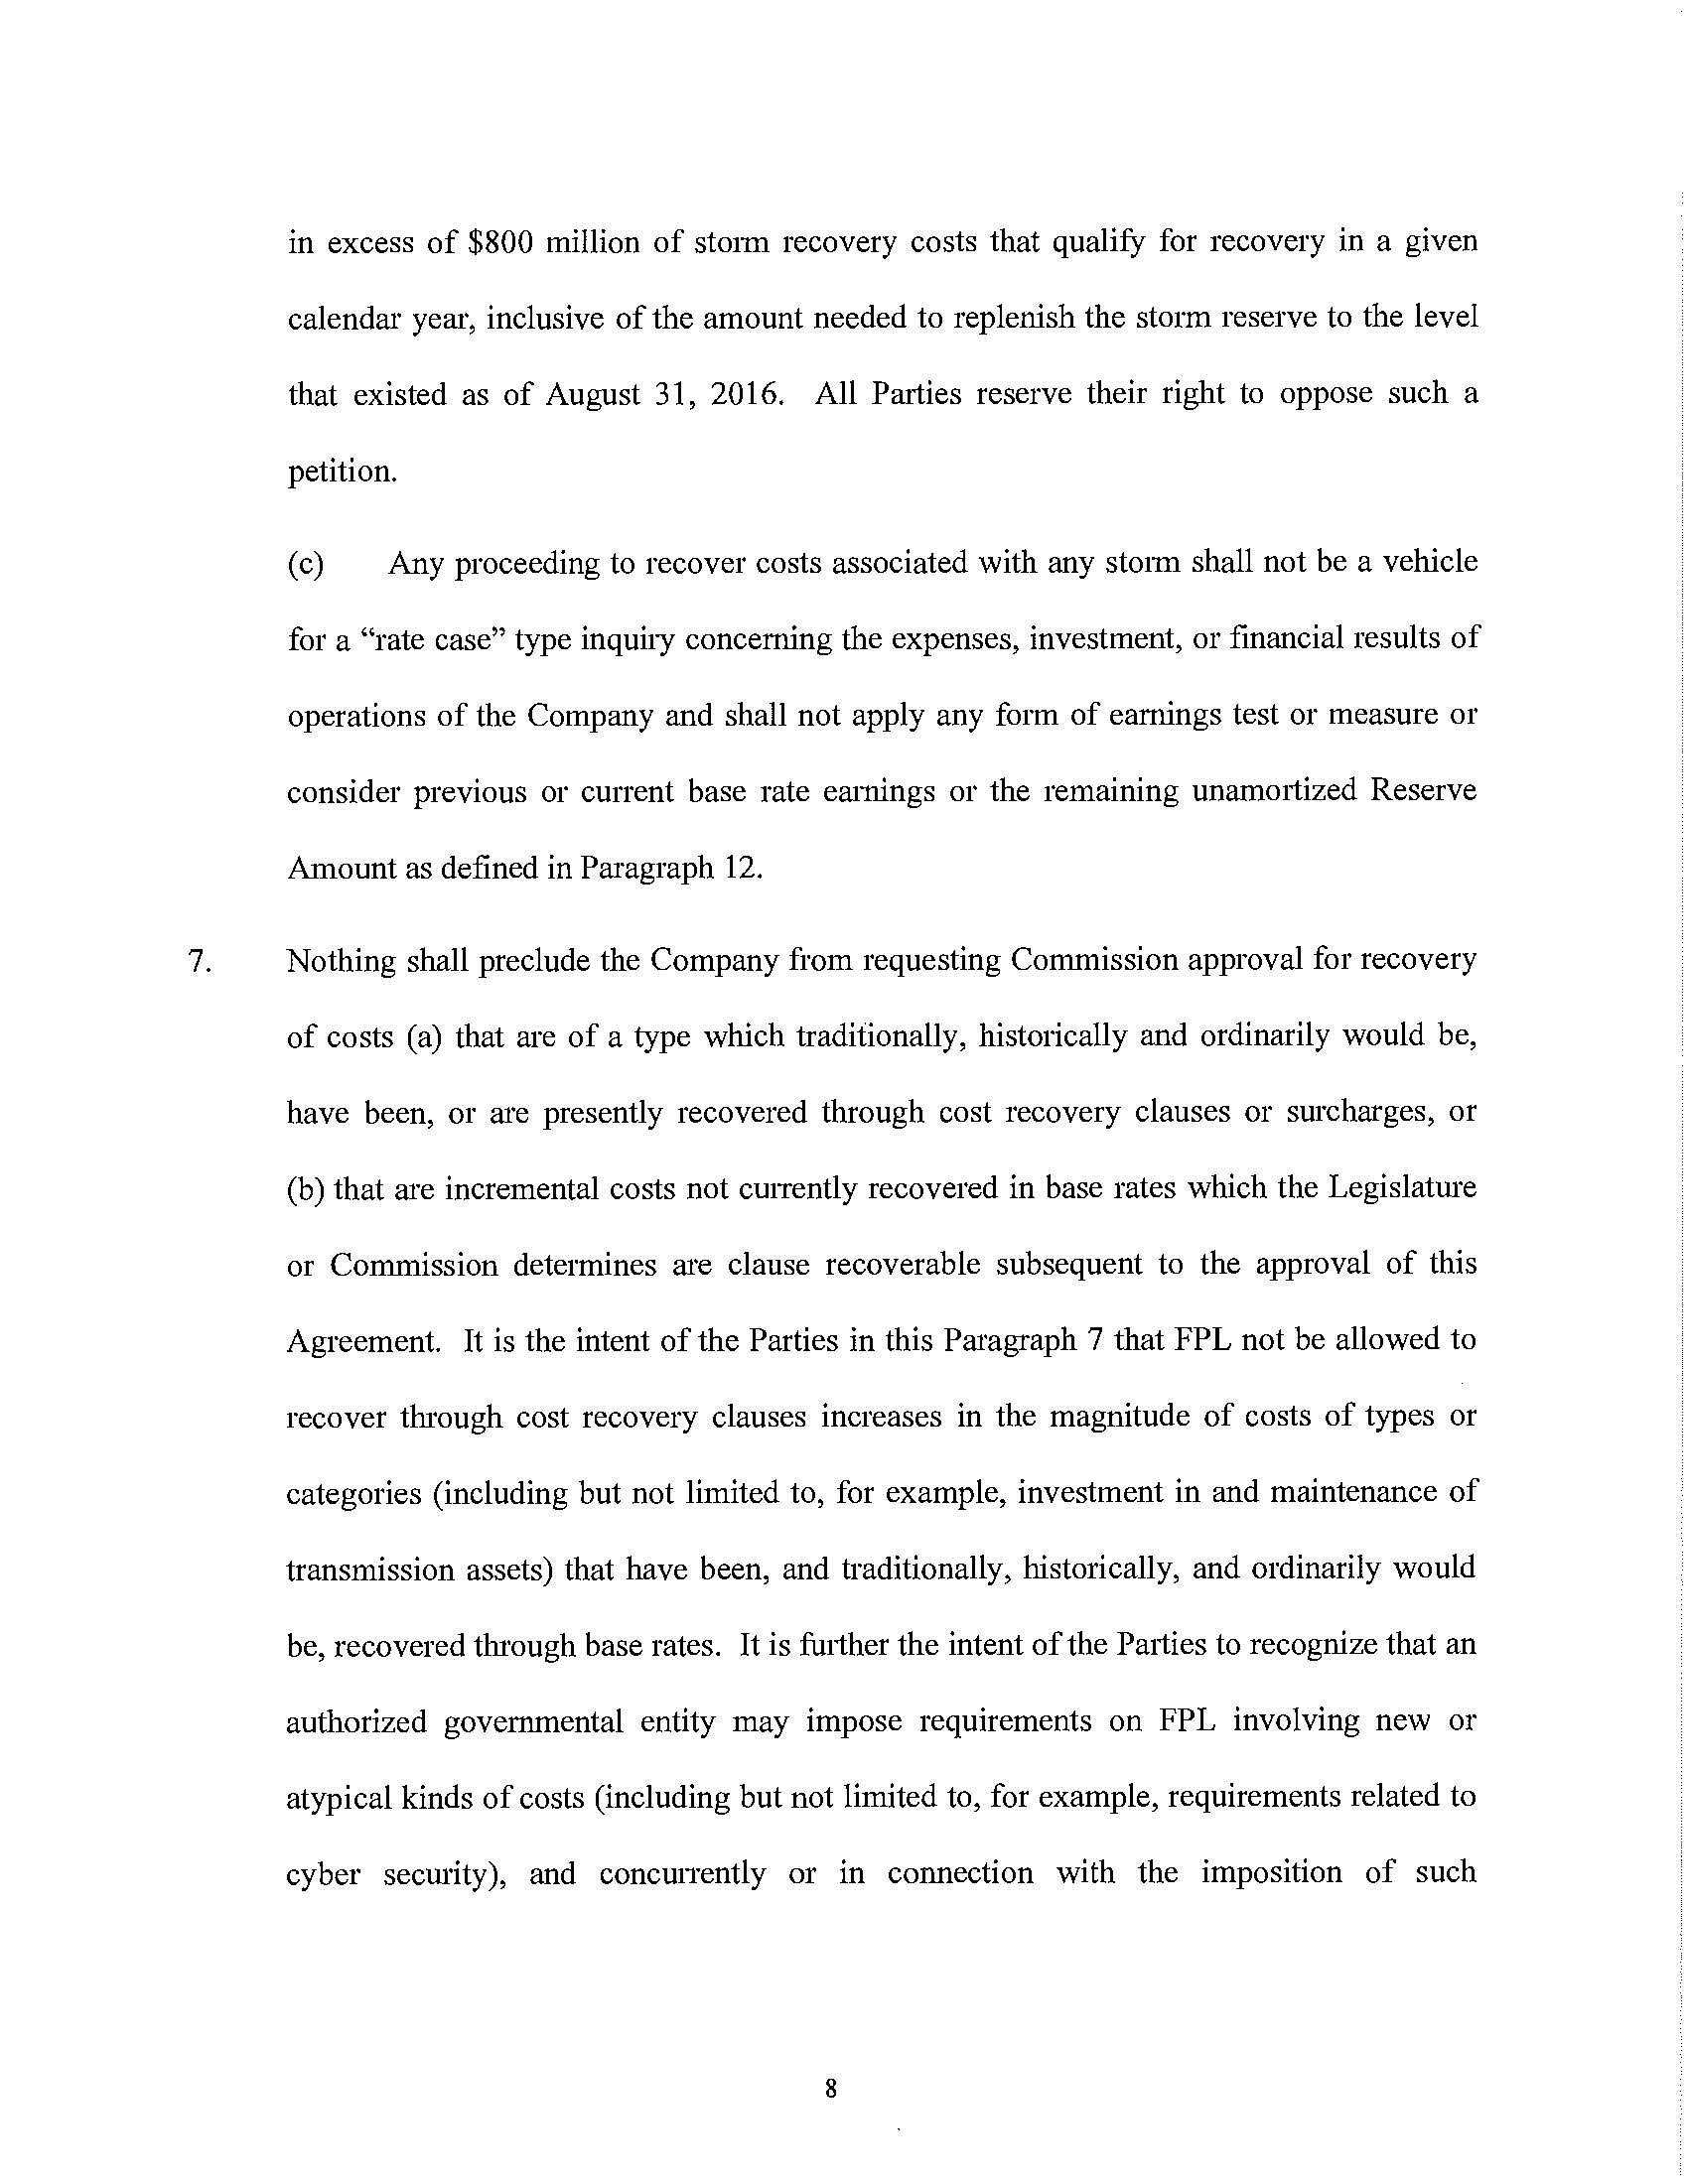 in excess of $800 million of storm recovery costs that qualify for recovery in a given
calendar year, inclusive of the amount needed to replenish the storm reserve to the level
that existed as of August 31, 2016. All Parties reserve their right to oppose such a
petition.
(c) Any proceeding to recover costs associated with any storm shall not be a vehicle
for a “rate case” type inquiry concerning the expenses, investment, or financial results of
operations of the Company and shall not apply any form of earnings test or measure or
consider previous or current base rate earnings or the remaining unamortized Reserve
Amount as defined in Paragraph 12.
7. Nothing shall preclude the Company from requesting Commission approval for recovery
of costs (a) that are of a type which traditionally, historically and ordinarily would be,
have been, or are presently recovered through cost recovery clauses or surcharges, or
(b) that are incremental costs not currently recovered in base rates which the Legislature
or Commission determines are clause recoverable subsequent to the approval of this
Agreement. It is the intent of the Parties in this Paragraph 7 that FPL not be allowed to
recover through cost recovery clauses increases in the magnitude of costs of types or
categories (including but not limited to, for example, investment in and maintenance of
transmission assets) that have been, and traditionally, historically, and ordinarily would
be, recovered through base rates. It is further the intent of the Parties to recognize that an
authorized governmental entity may impose requirements on FPL involving new or
atypical kinds of costs (including but not limited to, for example, requirements related to
cyber security), and concurrently or in connection with the imposition of such
8